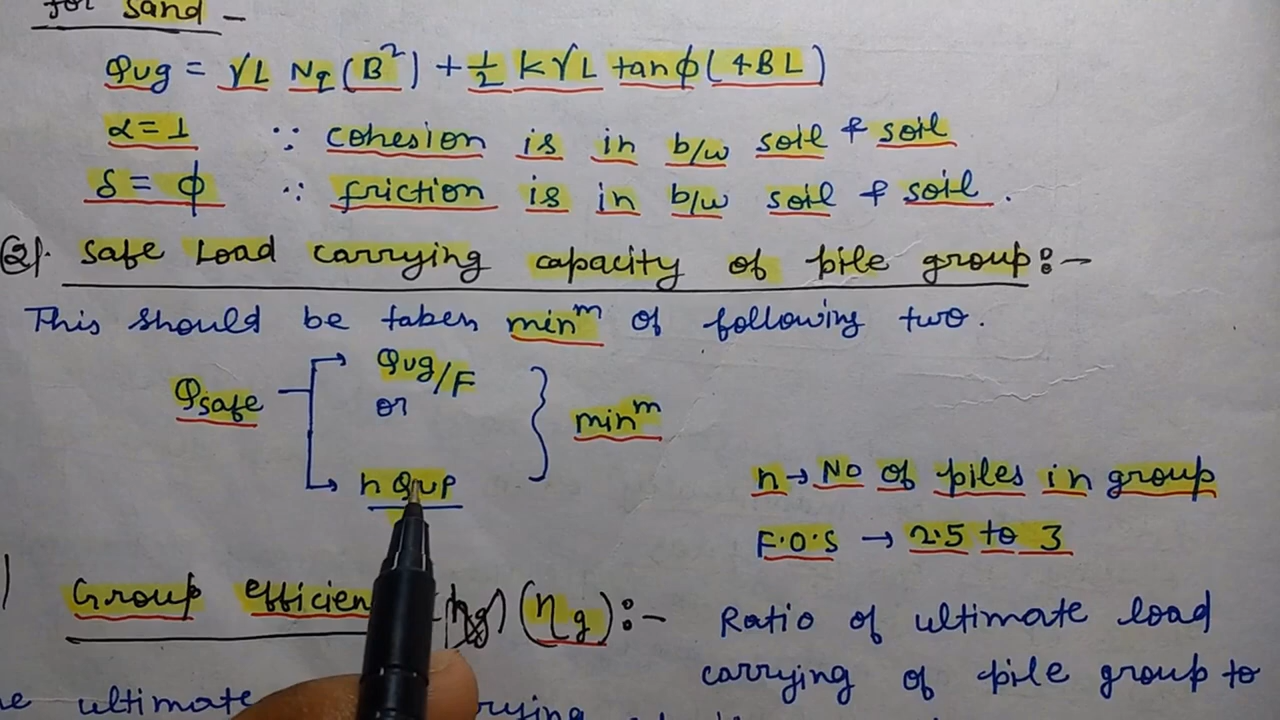 for sand -
Qug = γL Nq (B²) + 1/2 KγL tanϕ (4BL)
α = 1 ∵ cohesion is in b/w soil & soil
δ = ϕ ∵ friction is in b/w soil & soil.
Q). Safe Load carrying capacity of pile group :-
This should be taken minᵐ of following two.
Qsafe → Qug/F
or
minᵐ
→ n Qup
n → No of piles in group
F.O.S → 2.5 to 3
Group efficien (ηg) :- Ratio of ultimate load
carrying of pile group to
ultimate